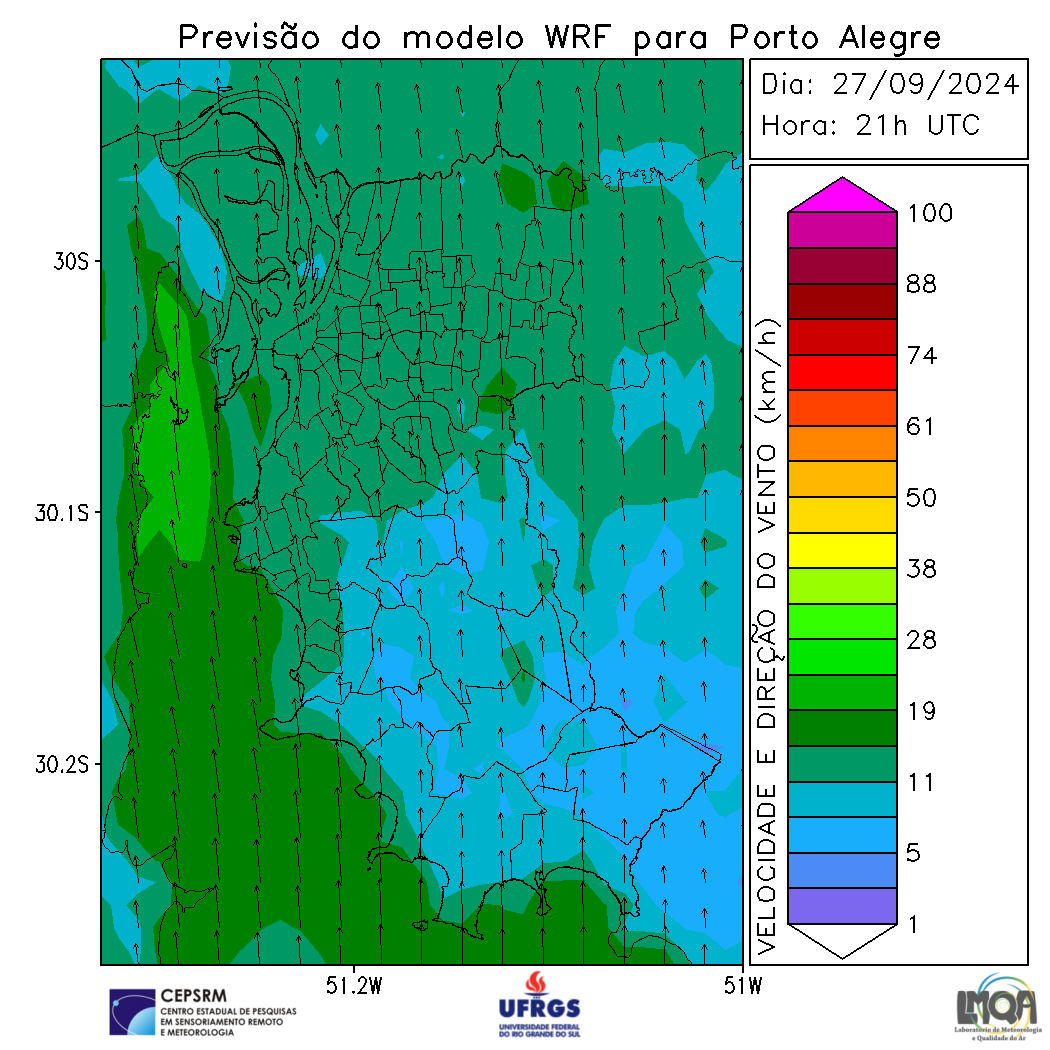 Previsão do modelo WRF para Porto Alegre
Dia: 27/09/2024
Hora: 21h UTC
30S
30.1S
30.2S
51.2W
51W
VELOCIDADE E DIREÇÃO DO VENTO (km/h)
100
88
74
61
50
38
28
19
11
5
1
CEPSRM
CENTRO ESTADUAL DE PESQUISAS
EM SENSORIAMENTO REMOTO
E METEOROLOGIA
UFRGS
UNIVERSIDADE FEDERAL
DO RIO GRANDE DO SUL
LMQA
Laboratório de Meteorologia
e Qualidade do Ar